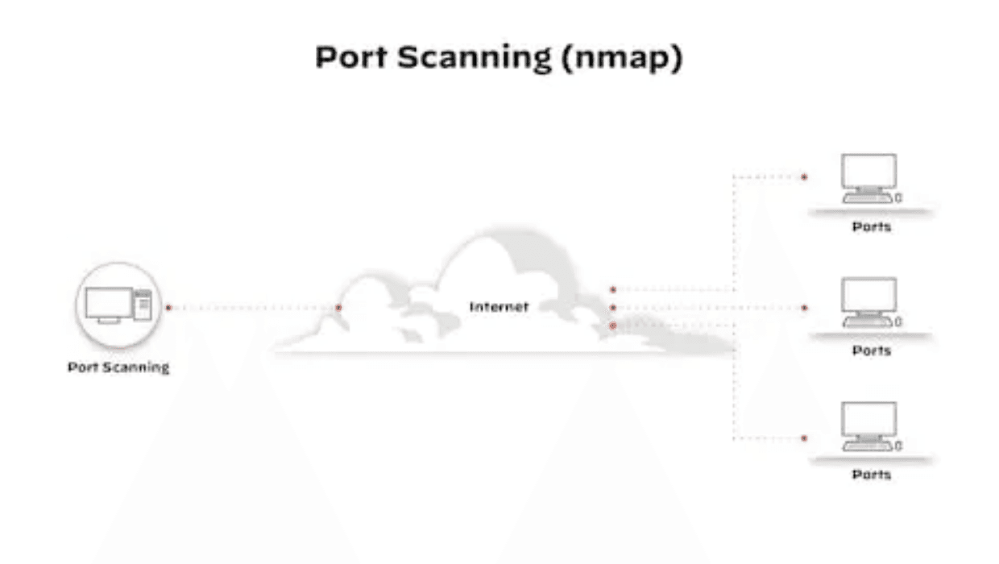 Port Scanning (nmap)
Ports
Internet
Ports
Port Scanning
Ports